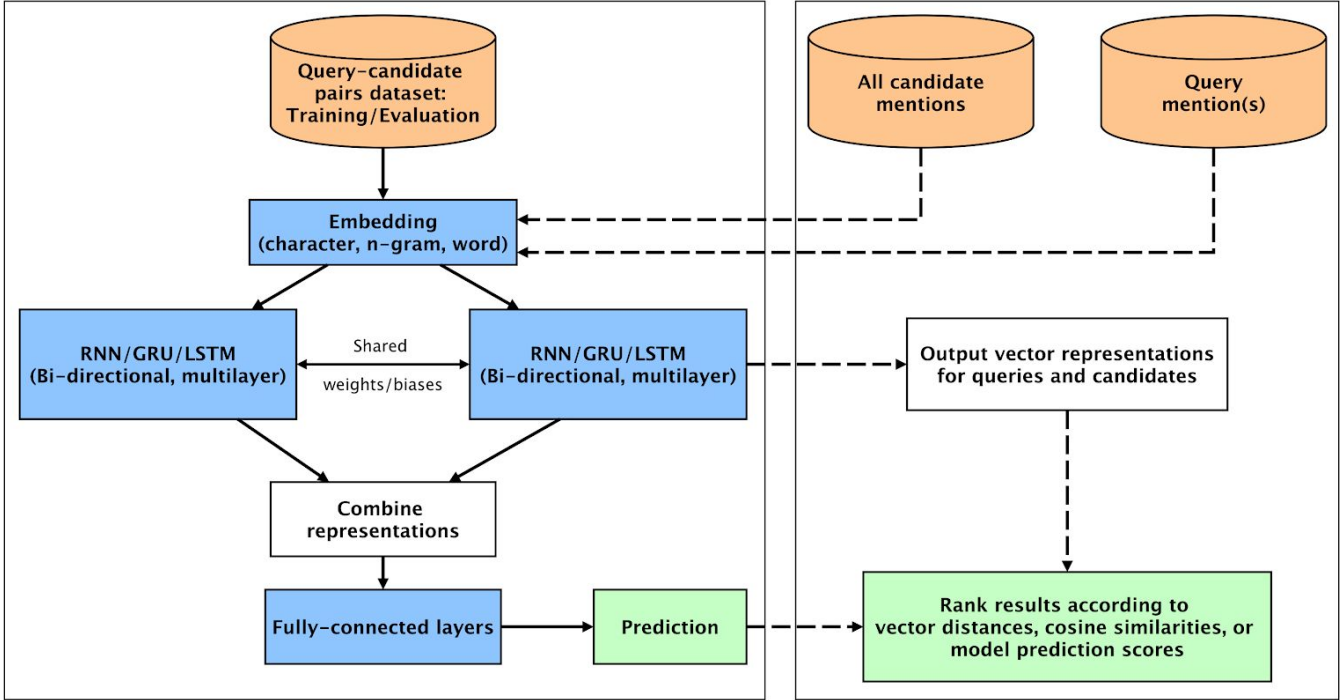 Query-candidate
pairs dataset:
Training/Evaluation
All candidate
mentions
Query
mention(s)
Embedding
(character, n-gram, word)
RNN/GRU/LSTM
(Bi-directional, multilayer)
Shared
weights/biases
RNN/GRU/LSTM
(Bi-directional, multilayer)
Output vector representations
for queries and candidates
Combine
representations
Fully-connected layers
Prediction
Rank results according to
vector distances, cosine similarities, or
model prediction scores